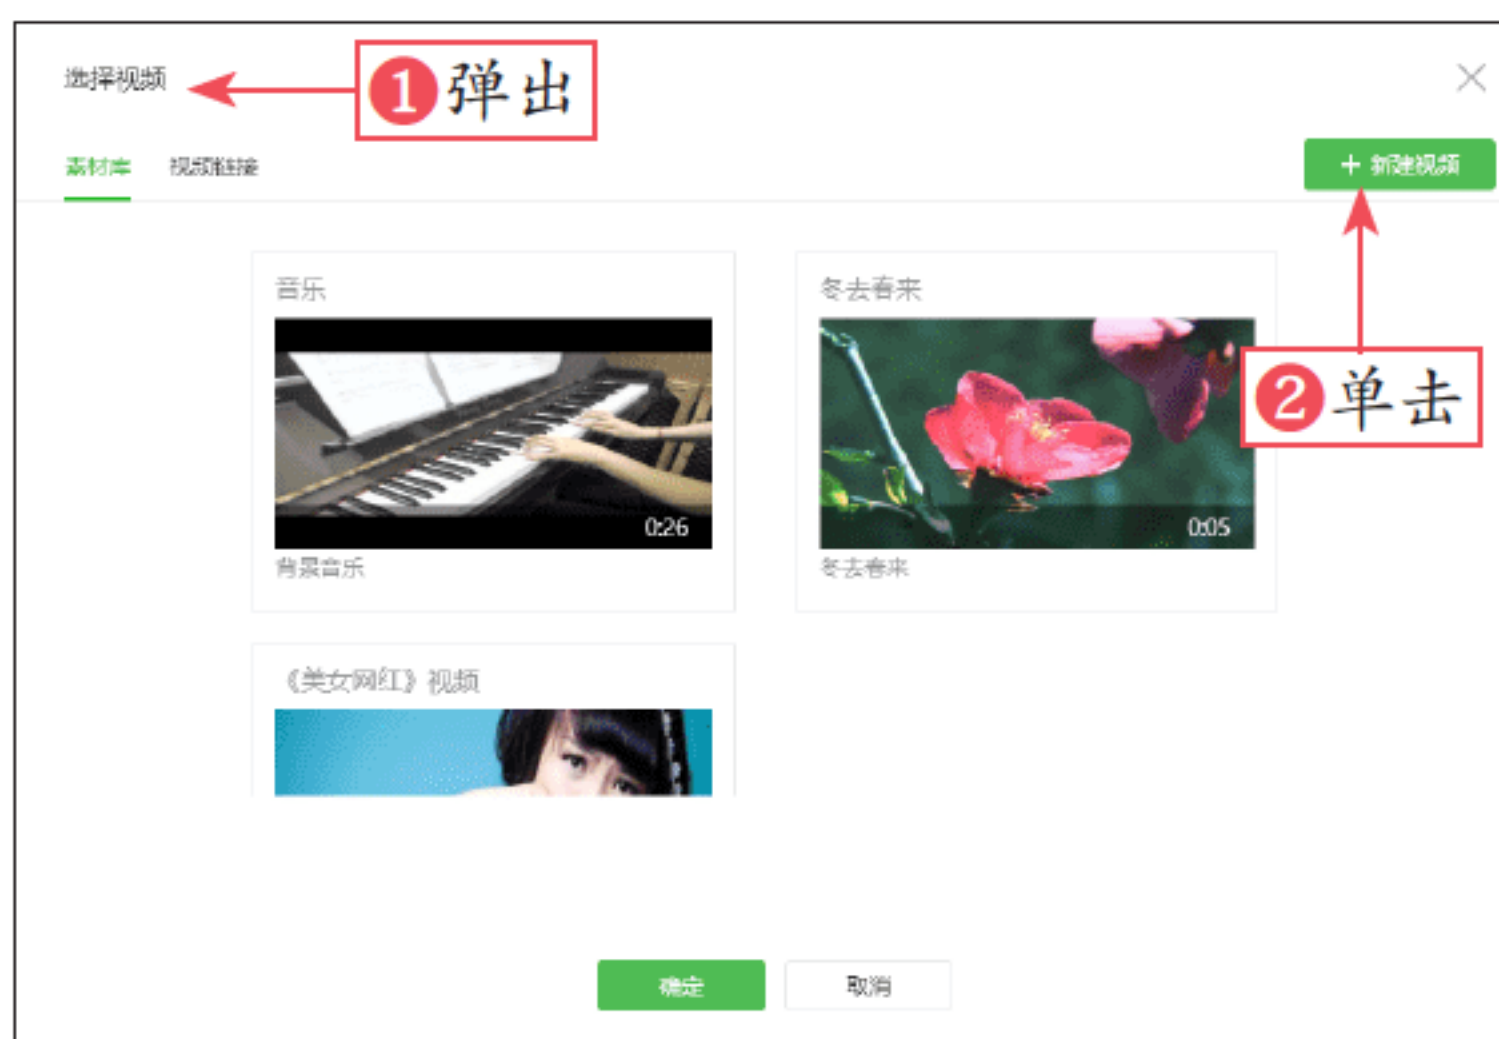 选择视频
❶弹出
素材库 视频链接
+ 新建视频
音乐
冬去春来
❷单击
0:26
0:05
背景音乐
冬去春来
《美女网红》视频
确定
取消